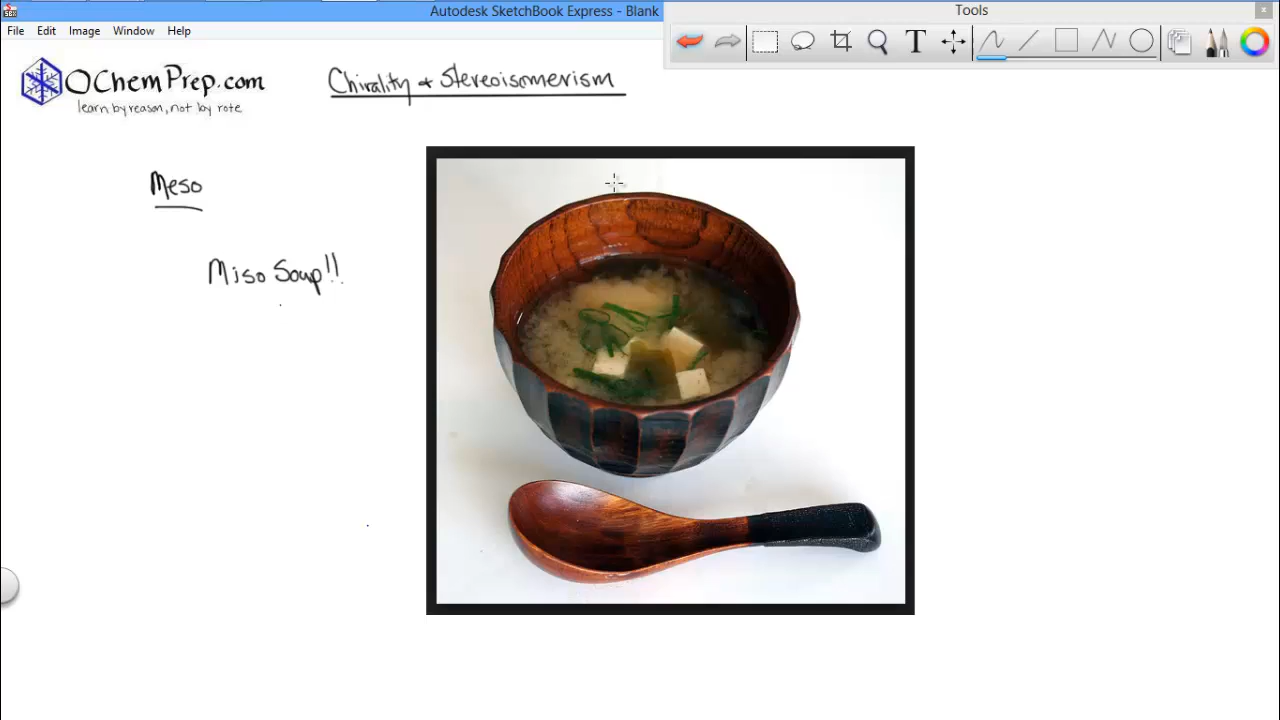 Autodesk SketchBook Express - Blank
Tools
File Edit Image Window Help
T
OChemPrep.com
learn by reason, not by rote
Chirality & Stereoisomerism
Meso
Miso Soup!!